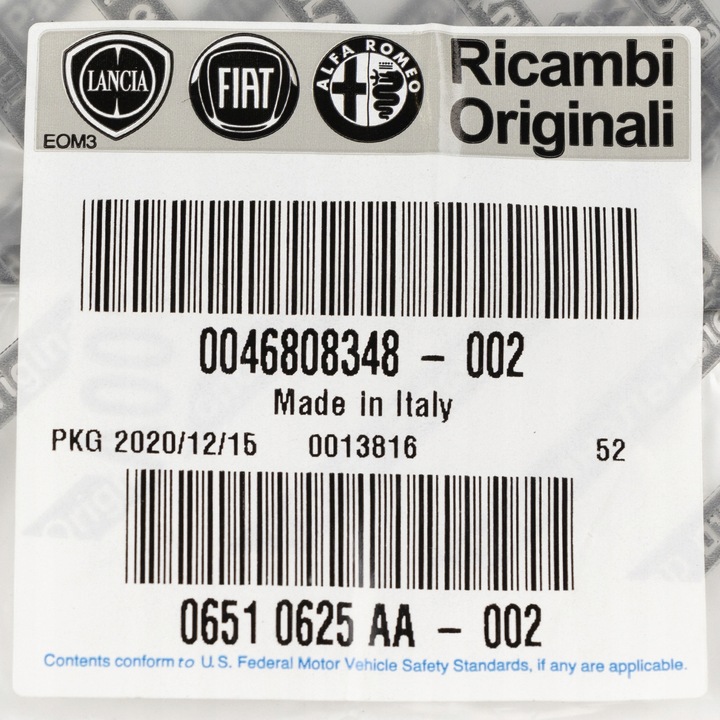 LANCIA
FIAT
ALFA ROMEO
Ricambi
Originali
EOM3
0046808348 - 002
Made in Italy
PKG 2020/12/15 0013816 52
0651 0625 AA - 002
Contents conform to U.S. Federal Motor Vehicle Safety Standards, if any are applicable.